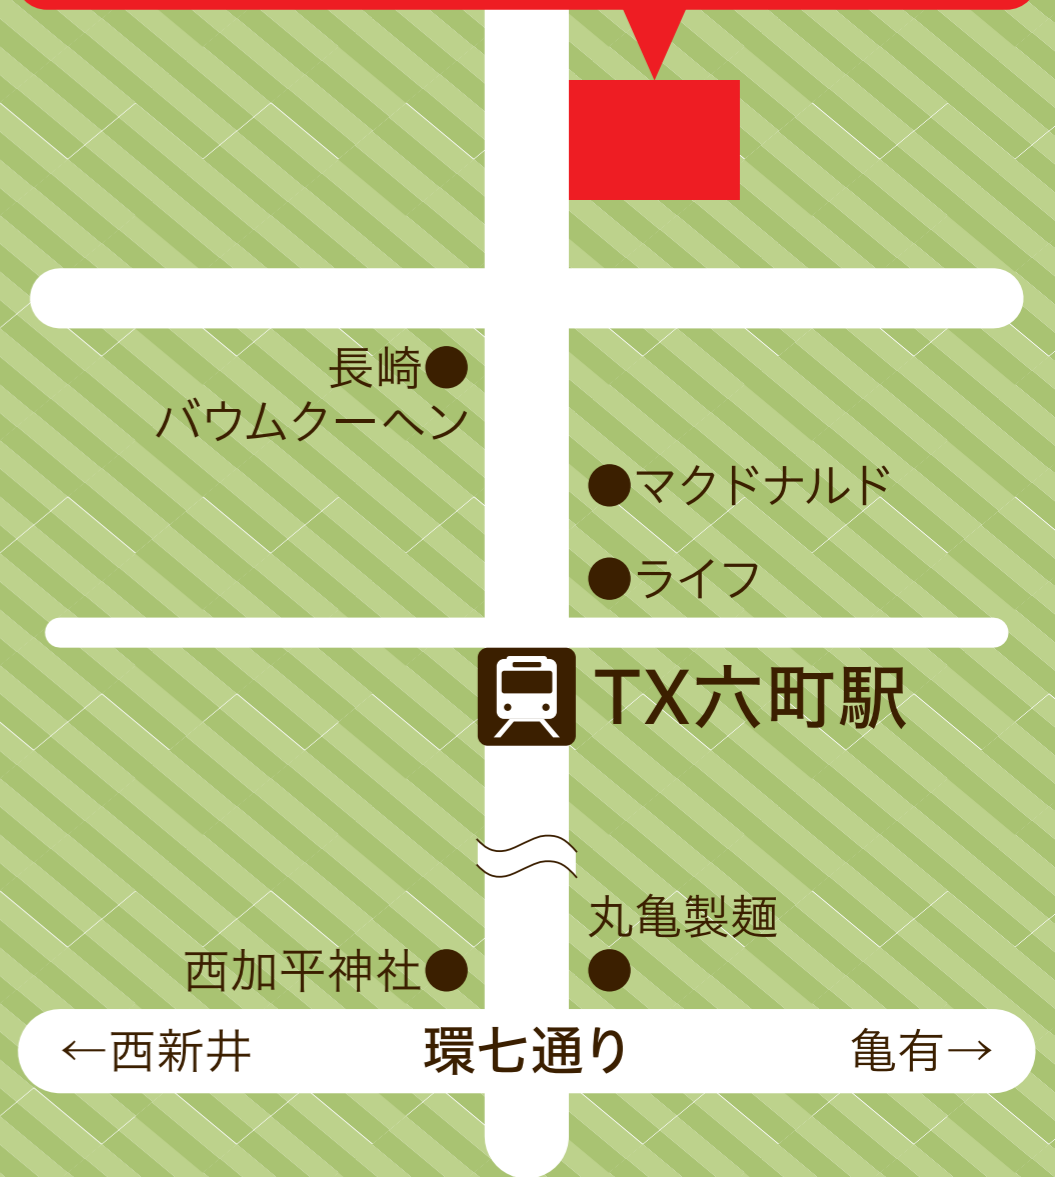 長崎●
バウムクーヘン
●マクドナルド
●ライフ
TX六町駅
丸亀製麺
西加平神社●
←西新井
環七通り
亀有→